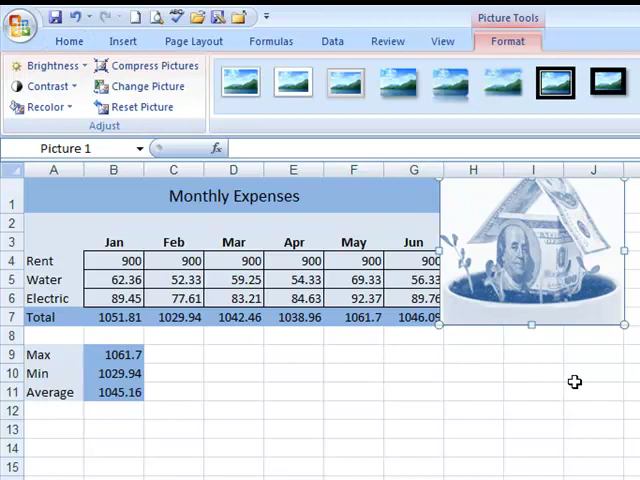 Picture Tools
Home Insert Page Layout Formulas Data Review View Format
Brightness Compress Pictures
Contrast Change Picture
Recolor Reset Picture
Adjust
Picture 1 fx
A B C D E F G H I J
1 Monthly Expenses
2
3 Jan Feb Mar Apr May Jun
4 Rent 900 900 900 900 900 900
5 Water 62.36 52.33 59.25 54.33 69.33 56.33
6 Electric 89.45 77.61 83.21 84.63 92.37 89.76
7 Total 1051.81 1029.94 1042.46 1038.96 1061.7 1046.09
8
9 Max 1061.7
10 Min 1029.94
11 Average 1045.16
12
13
14
15